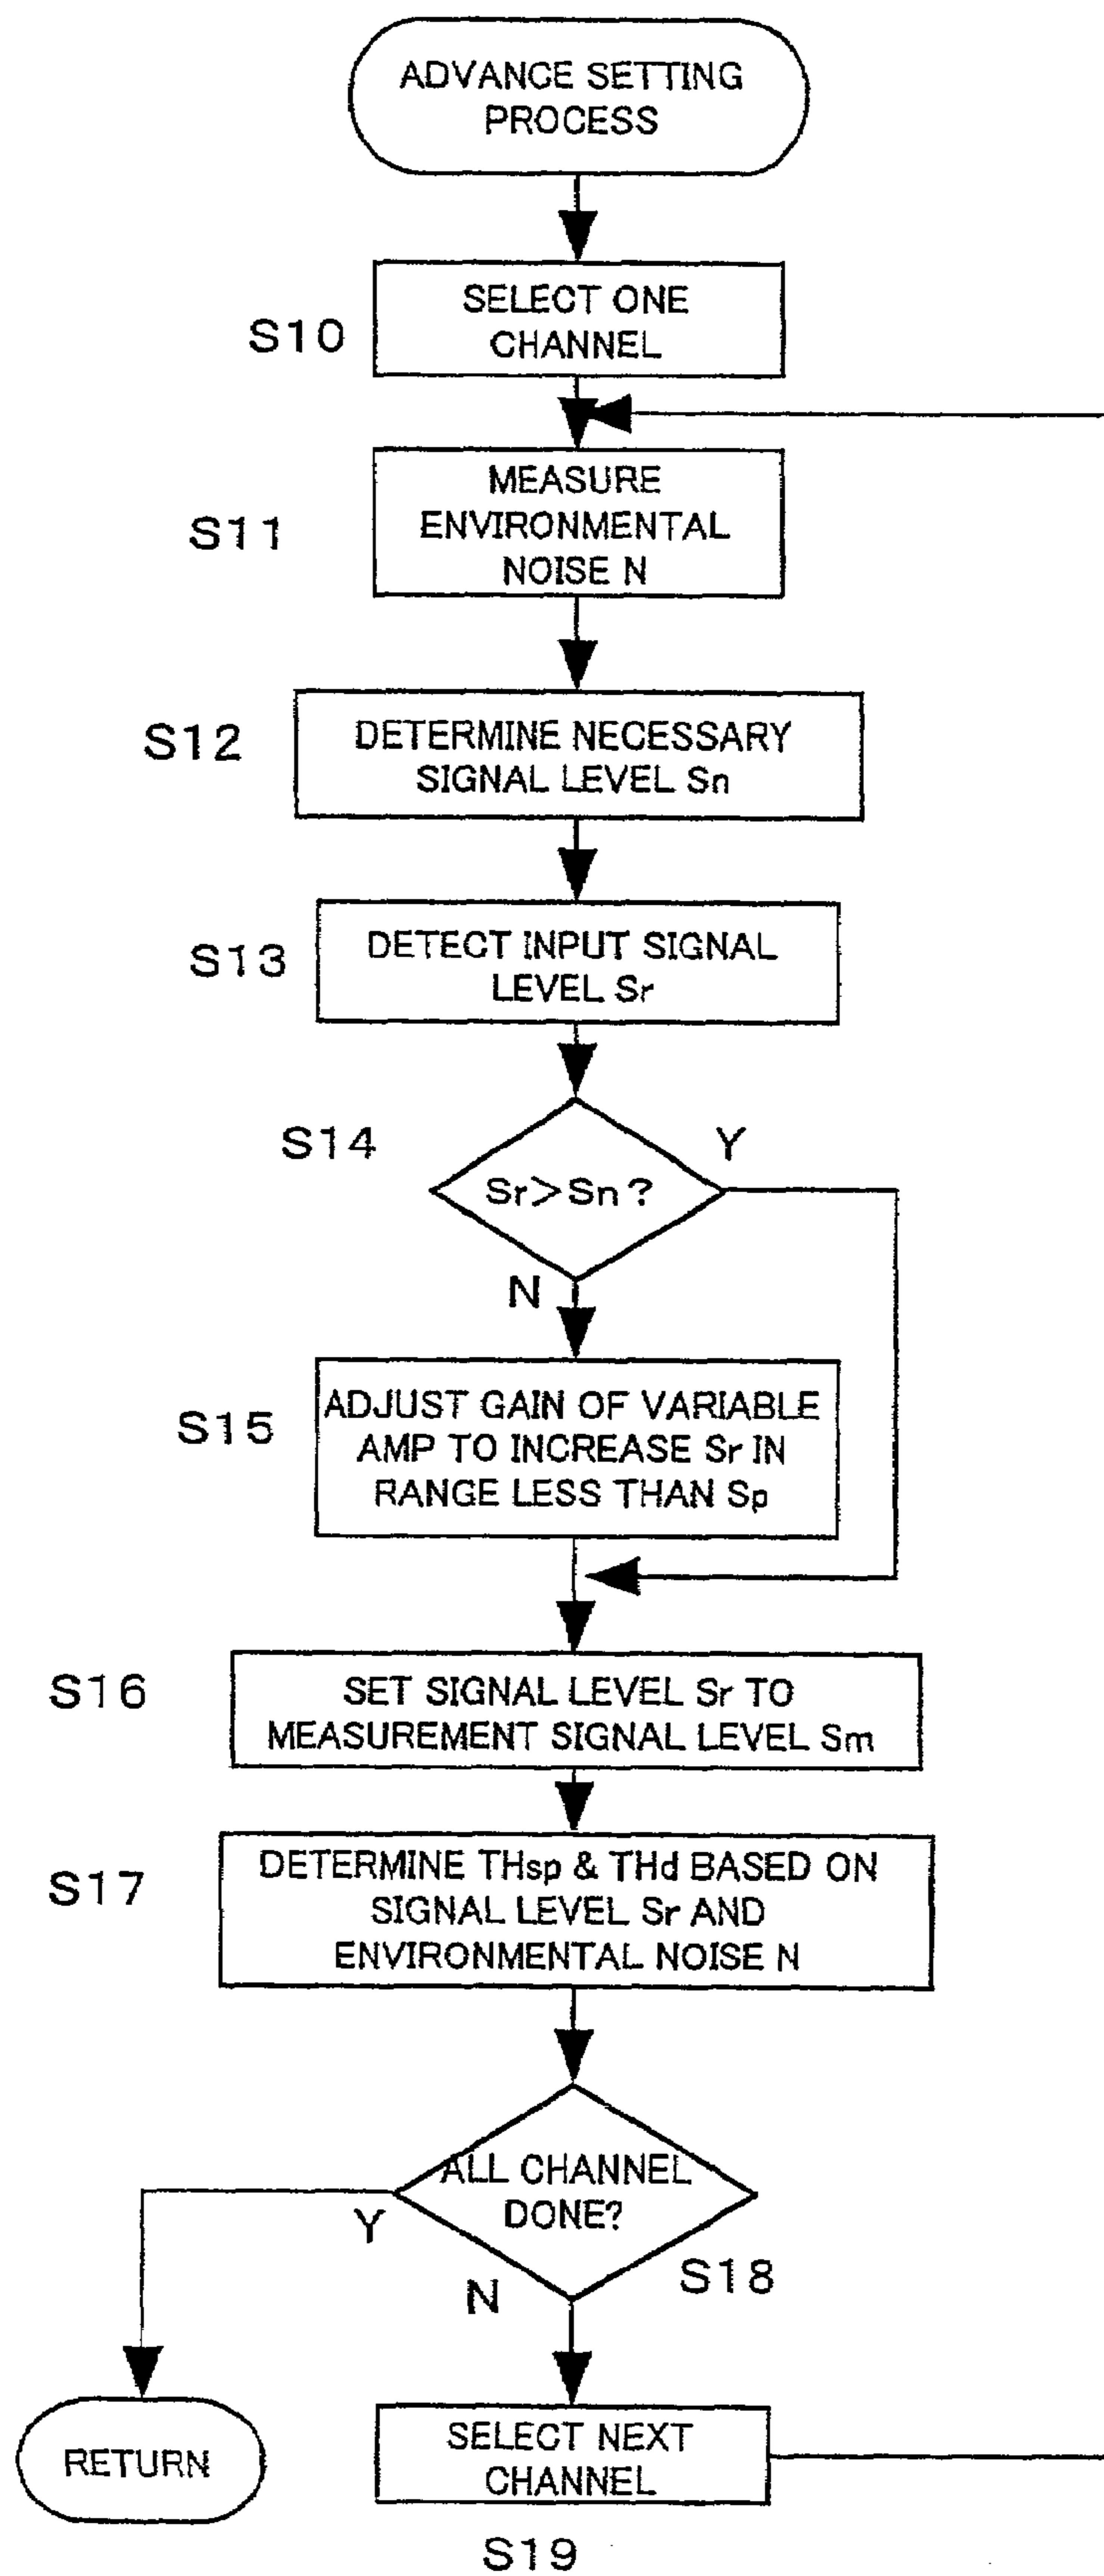 ADVANCE SETTING
PROCESS
SELECT ONE
CHANNEL
S10
MEASURE
ENVIRONMENTAL
NOISE N
S11
DETERMINE NECESSARY
SIGNAL LEVEL Sn
S12
DETECT INPUT SIGNAL
LEVEL Sr
S13
S14
Sr>Sn?
Y
N
ADJUST GAIN OF VARIABLE
AMP TO INCREASE Sr IN
RANGE LESS THAN Sp
S15
SET SIGNAL LEVEL Sr TO
MEASUREMENT SIGNAL LEVEL Sm
S16
DETERMINE THsp & THd BASED ON
SIGNAL LEVEL Sr AND
ENVIRONMENTAL NOISE N
S17
ALL CHANNEL
DONE?
Y
N
S18
RETURN
SELECT NEXT
CHANNEL
S19